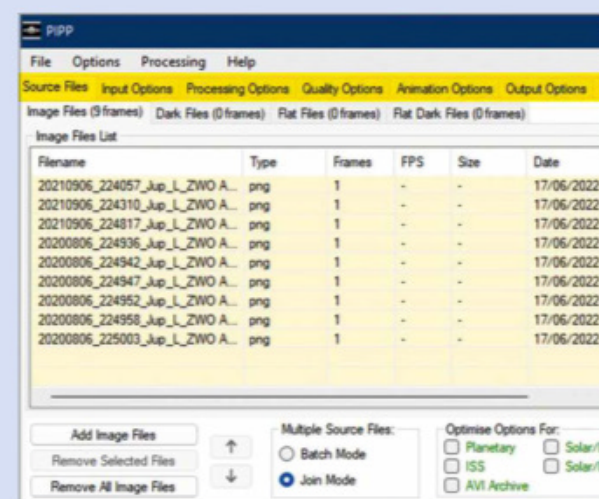 PIPP
File Options Processing Help
Source Files Input Options Processing Options Quality Options Animation Options Output Options
Image Files (9 frames) Dark Files (0 frames) Flat Files (0 frames) Flat Dark Files (0 frames)
Image Files List
Filename Type Frames FPS Size Date
20210906_224057_Jup_L_ZWO A... png 1 - - 17/06/2022
20210906_224310_Jup_L_ZWO A... png 1 - - 17/06/2022
20210906_224817_Jup_L_ZWO A... png 1 - - 17/06/2022
20200806_224936_Jup_L_ZWO A... png 1 - - 17/06/2022
20200806_224942_Jup_L_ZWO A... png 1 - - 17/06/2022
20200806_224947_Jup_L_ZWO A... png 1 - - 17/06/2022
20200806_224952_Jup_L_ZWO A... png 1 - - 17/06/2022
20200806_224958_Jup_L_ZWO A... png 1 - - 17/06/2022
20200806_225003_Jup_L_ZWO A... png 1 - - 17/06/2022
Multiple Source Files: Optimise Options For:
Add Image Files ↑ Batch Mode Planetary Solar/
Remove Selected Files ISS Solar/
Remove All Image Files ↓ Join Mode AVI Archive